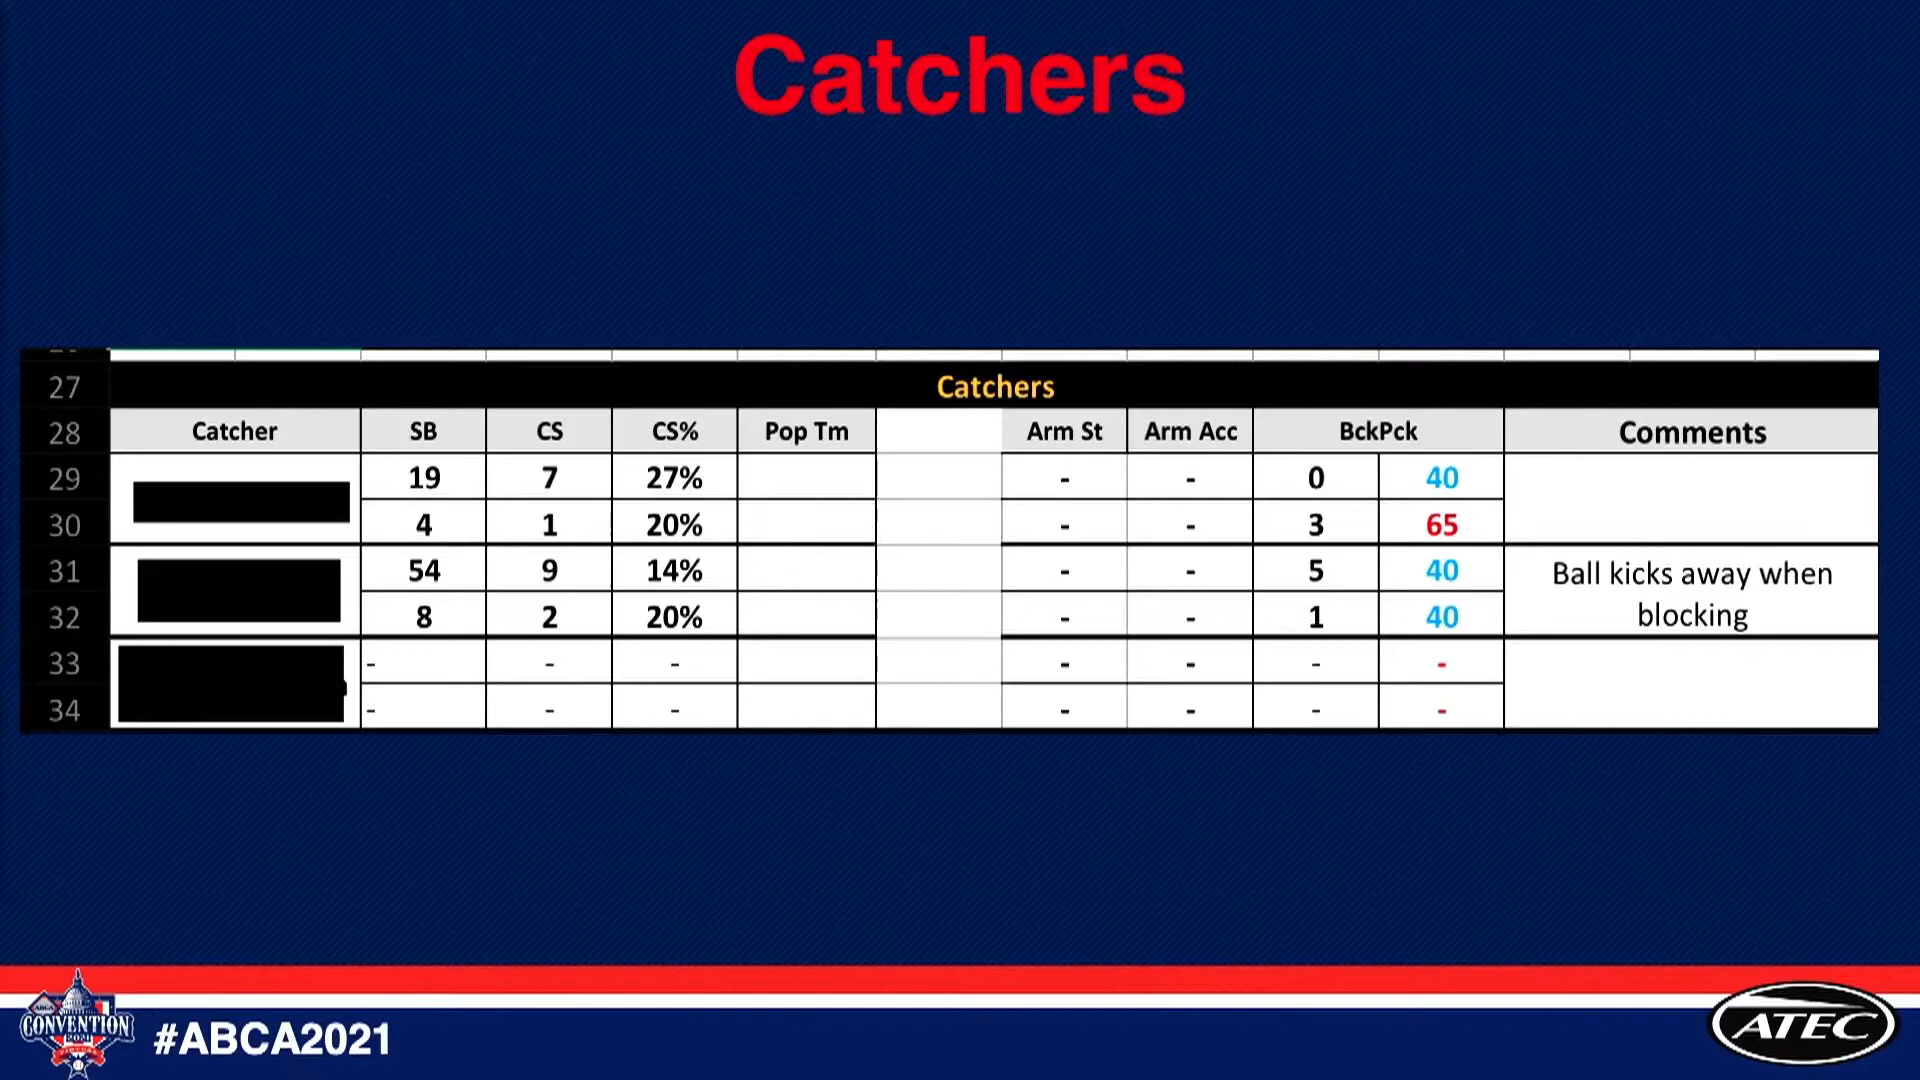 Catchers
27 Catchers
28 Catcher SB CS CS% Pop Tm Arm St Arm Acc BckPck Comments
29 19 7 27% - - 0 40
30 4 1 20% - - 3 65
31 54 9 14% - - 5 40 Ball kicks away when
32 8 2 20% - - 1 40 blocking
33 - - - - - - -
34 - - - - - - -
CONVENTION
2021
#ABCA2021
ATEC